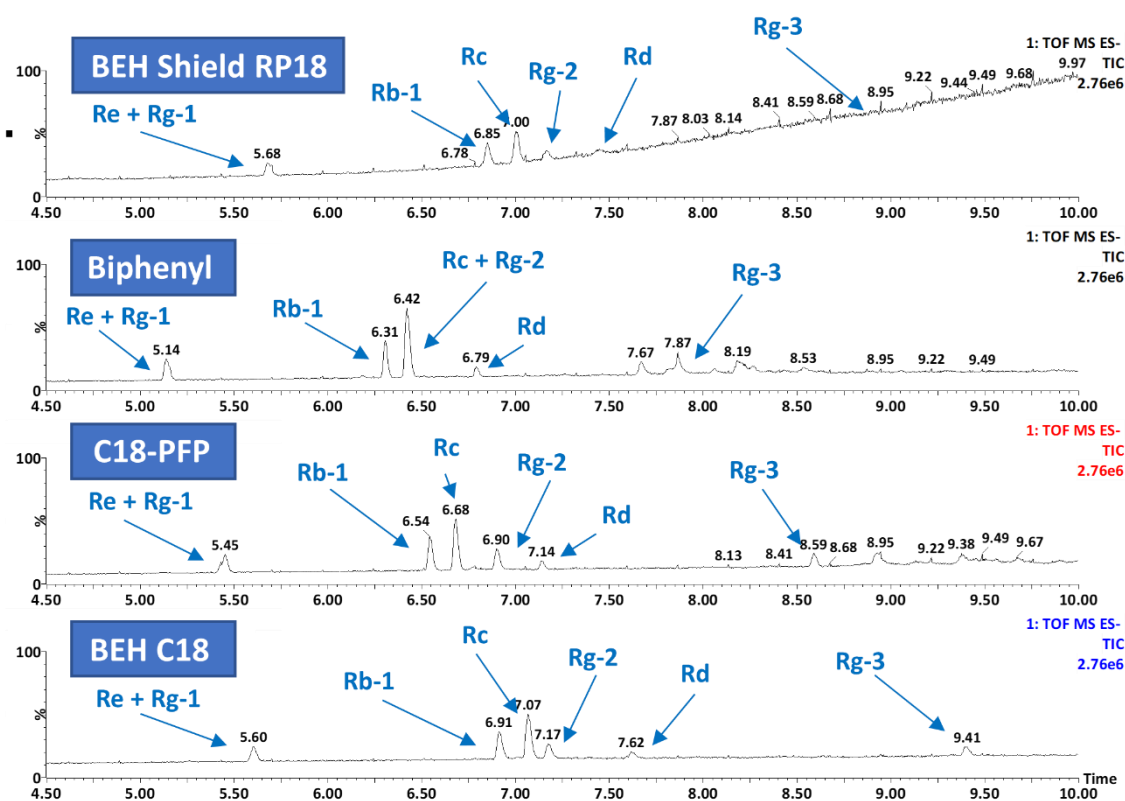 BEH Shield RP18
Re + Rg-1
Rb-1
Rc
Rg-2
Rd
Rg-3
1: TOF MS ES-
TIC
2.76e6
100
%
0
5.68
6.78
6.85
7.00
7.87
8.03
8.14
8.41
8.59
8.68
8.95
9.22
9.44
9.49
9.68
9.97
4.50 5.00 5.50 6.00 6.50 7.00 7.50 8.00 8.50 9.00 9.50 10.00
Biphenyl
Re + Rg-1
Rb-1
Rc + Rg-2
Rd
Rg-3
1: TOF MS ES-
TIC
2.76e6
100
%
0
5.14
6.31
6.42
6.79
7.67
7.87
8.19
8.53
8.95
9.22
9.49
4.50 5.00 5.50 6.00 6.50 7.00 7.50 8.00 8.50 9.00 9.50 10.00
C18-PFP
Re + Rg-1
Rb-1
Rc
Rg-2
Rd
Rg-3
1: TOF MS ES-
TIC
2.76e6
100
%
0
5.45
6.54
6.68
6.90
7.14
8.13
8.41
8.59
8.68
8.95
9.22
9.38
9.49
9.67
4.50 5.00 5.50 6.00 6.50 7.00 7.50 8.00 8.50 9.00 9.50 10.00
BEH C18
Re + Rg-1
Rb-1
Rc
Rg-2
Rd
Rg-3
1: TOF MS ES-
TIC
2.76e6
100
%
0
5.60
6.91
7.07
7.17
7.62
9.41
Time
4.50 5.00 5.50 6.00 6.50 7.00 7.50 8.00 8.50 9.00 9.50 10.00